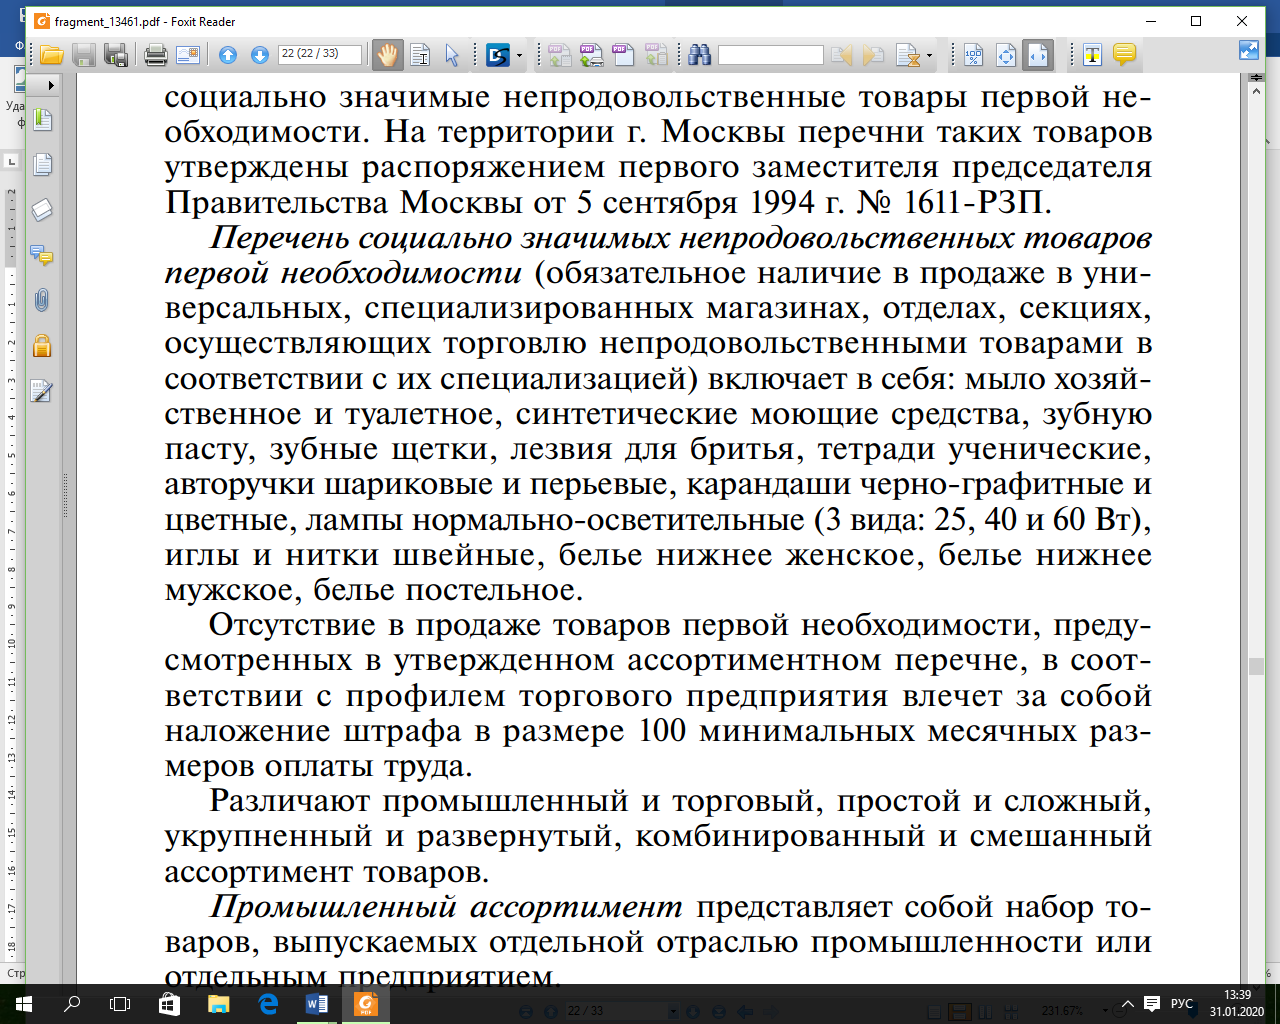 fragment_13461.pdf - Foxit Reader
22 (22 / 33)
социально значимые непродовольственные товары первой не-
обходимости. На территории г. Москвы перечни таких товаров
утверждены распоряжением первого заместителя председателя
Правительства Москвы от 5 сентября 1994 г. № 1611-РЗП.
Перечень социально значимых непродовольственных товаров
первой необходимости (обязательное наличие в продаже в уни-
версальных, специализированных магазинах, отделах, секциях,
осуществляющих торговлю непродовольственными товарами в
соответствии с их специализацией) включает в себя: мыло хозяй-
ственное и туалетное, синтетические моющие средства, зубную
пасту, зубные щетки, лезвия для бритья, тетради ученические,
авторучки шариковые и перьевые, карандаши черно-графитные и
цветные, лампы нормально-осветительные (3 вида: 25, 40 и 60 Вт),
иглы и нитки швейные, белье нижнее женское, белье нижнее
мужское, белье постельное.
Отсутствие в продаже товаров первой необходимости, преду-
смотренных в утвержденном ассортиментном перечне, в соот-
ветствии с профилем торгового предприятия влечет за собой
наложение штрафа в размере 100 минимальных месячных раз-
меров оплаты труда.
Различают промышленный и торговый, простой и сложный,
укрупненный и развернутый, комбинированный и смешанный
ассортимент товаров.
Промышленный ассортимент представляет собой набор то-
варов, выпускаемых отдельной отраслью промышленности или
отдельным предприятием.
22 / 33
231.67%
РУС
13:39
31.01.2020